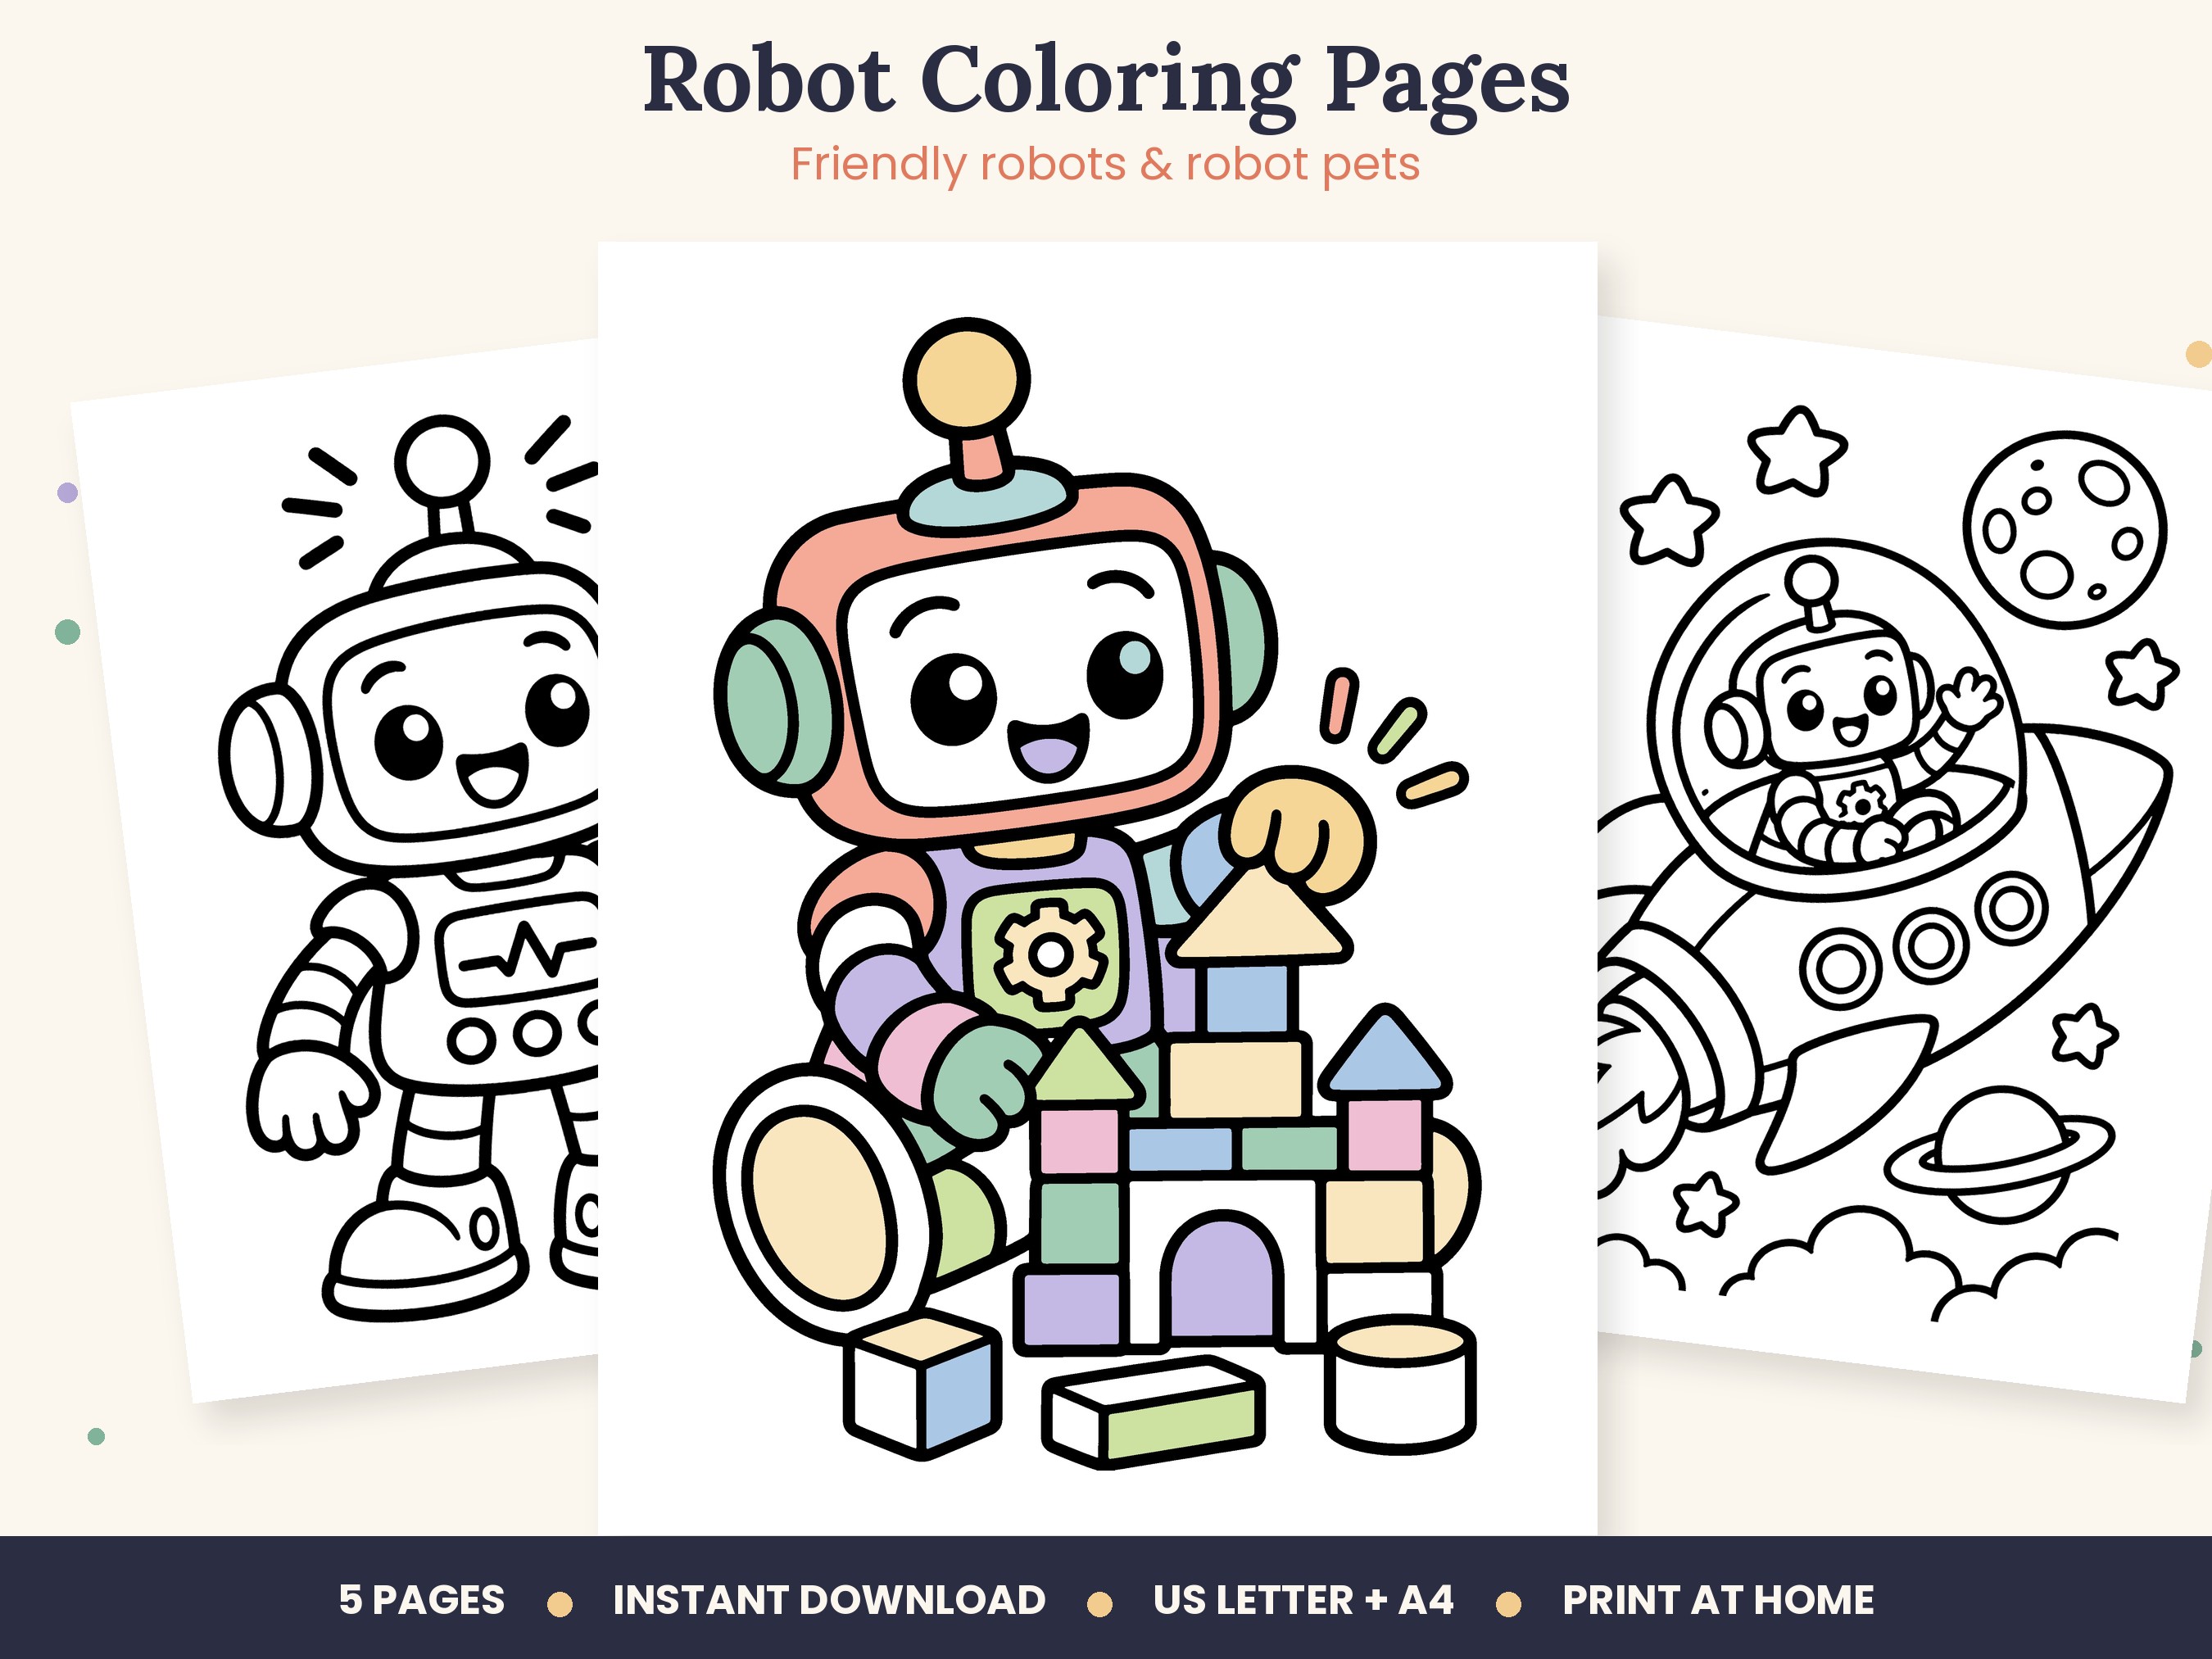 Robot Coloring Pages
Friendly robots & robot pets
5 PAGES ● INSTANT DOWNLOAD ● US LETTER + A4 ● PRINT AT HOME